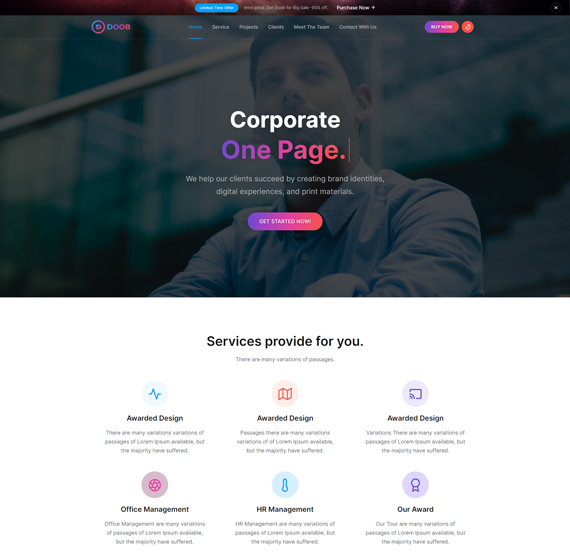 Limited Time Offer
intro price. Get Doob for Big Sale -95% off.
Purchase Now →
DOOB
Home
Service
Projects
Clients
Meet The Team
Contact With Us
BUY NOW
Corporate
One Page.
We help our clients succeed by creating brand identities,
digital experiences, and print materials.
GET STARTED NOW!
Services provide for you.
There are many variations of passages.
Awarded Design
There are many variations variations of
passages of Lorem Ipsum available, but
the majority have suffered.
Awarded Design
Passages there are many variations
variations of of Lorem Ipsum available,
but the majority have suffered.
Awarded Design
Variations There are many variations of
passages of Lorem Ipsum available, but
the majority have suffered.
Office Management
Office Management are many variations
of passages of Lorem Ipsum available,
but the majority have suffered.
HR Management
HR Management are many variations of
passages of Lorem Ipsum available, but
the majority have suffered.
Our Award
Our Tour are many variations of
passages of Lorem Ipsum available, but
the majority have suffered.